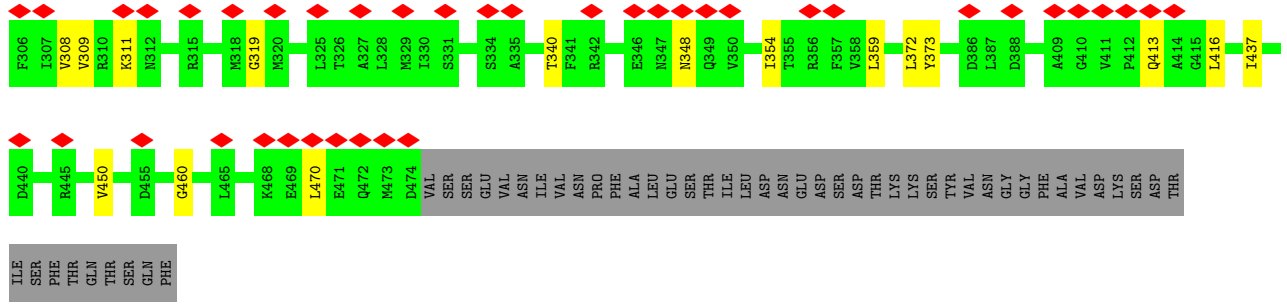 F306 I307 V308 V309 R310 K311 N312 R315 M318 G319 M320 L325 T326 A327 L328 M329 I330 S331 S334 A335 T340 F341 R342 E346 N347 N348 Q349 V350 I354 T355 R356 F357 V358 L359 L372 Y373 D386 L387 D388 A409 G410 V411 P412 Q413 A414 G415 L416 I437
D440 R445 V450 D455 G460 L465 K468 E469 L470 E471 Q472 M473 D474 VAL SER SER GLU VAL ASN ILE VAL ASN PRO PHE ALA LEU GLU SER THR ILE LEU ASP ASN GLU ASP SER ASP THR LYS LYS SER TYR VAL ASN GLY GLY PHE ALA VAL ASP LYS SER ASP THR
ILE SER PHE THR GLN THR SER GLN PHE